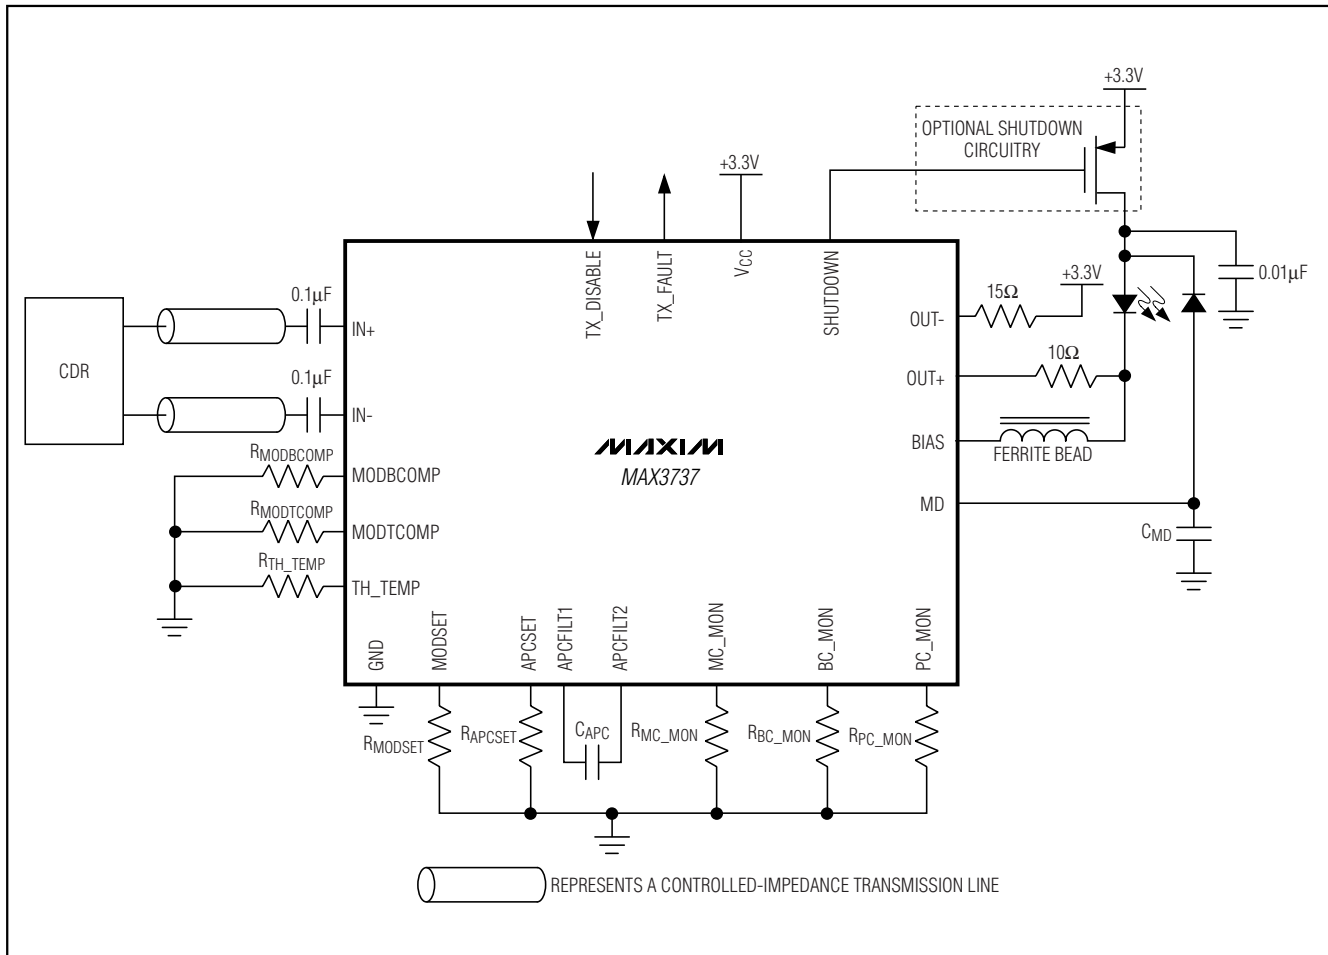 +3.3V
OPTIONAL SHUTDOWN
CIRCUITRY
+3.3V
TX_DISABLE
TX_FAULT
VCC
SHUTDOWN
0.01µF
+3.3V
15Ω
OUT-
0.1µF
IN+
CDR
10Ω
OUT+
0.1µF
IN-
BIAS
FERRITE BEAD
MAXIM
MAX3737
RMODBCOMP
MODBCOMP
MD
RMODTCOMP
MODTCOMP
CMD
RTH_TEMP
TH_TEMP
GND
MODSET
APCSET
APCFILT1
APCFILT2
MC_MON
BC_MON
PC_MON
RMODSET
RAPCSET
CAPC
RMC_MON
RBC_MON
RPC_MON
REPRESENTS A CONTROLLED-IMPEDANCE TRANSMISSION LINE